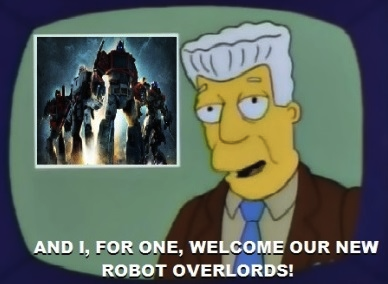 AND I, FOR ONE, WELCOME OUR NEW
ROBOT OVERLORDS!